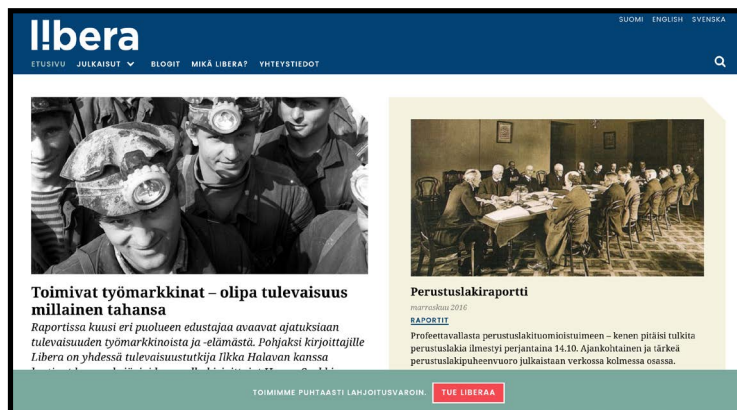 l!bera
SUOMI ENGLISH SVENSKA
ETUSIVU JULKAISUT BLOGIT MIKÄ LIBERA? YHTEYSTIEDOT
Toimivat työmarkkinat – olipa tulevaisuus
millainen tahansa
Raportissa kuusi eri puolueen edustajaa avaavat ajatuksiaan
tulevaisuuden työmarkkinoista ja -elämästä. Pohjaksi kirjoittajille
Libera on yhdessä tulevaisuustutkija Ilkka Halavan kanssa
Perustuslakiraportti
marraskuu 2016
RAPORTIT
Profeettavallasta perustuslakituomioistuimeen – kenen pitäisi tulkita
perustuslakia ilmestyi perjantaina 14.10. Ajankohtainen ja tärkeä
perustuslakipuheenvuoro julkaistaan verkossa kolmessa osassa.
TOIMIMME PUHTAASTI LAHJOITUSVAROIN. TUE LIBERAA